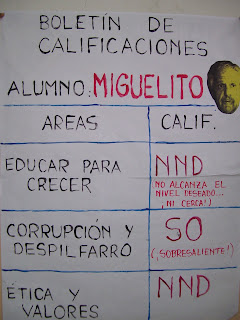 BOLETÍN DE
CALIFICACIONES
ALUMNO: MIGUELITO
AREAS CALIF.
EDUCAR PARA
CRECER
NND
NO ALCANZA EL
NIVEL DESEADO...
¡NI CERCA!)
CORRUPCIÓN Y
DESPILFARRO
SO
(¡SOBRESALIENTE!)
ÉTICA Y
VALORES
NND